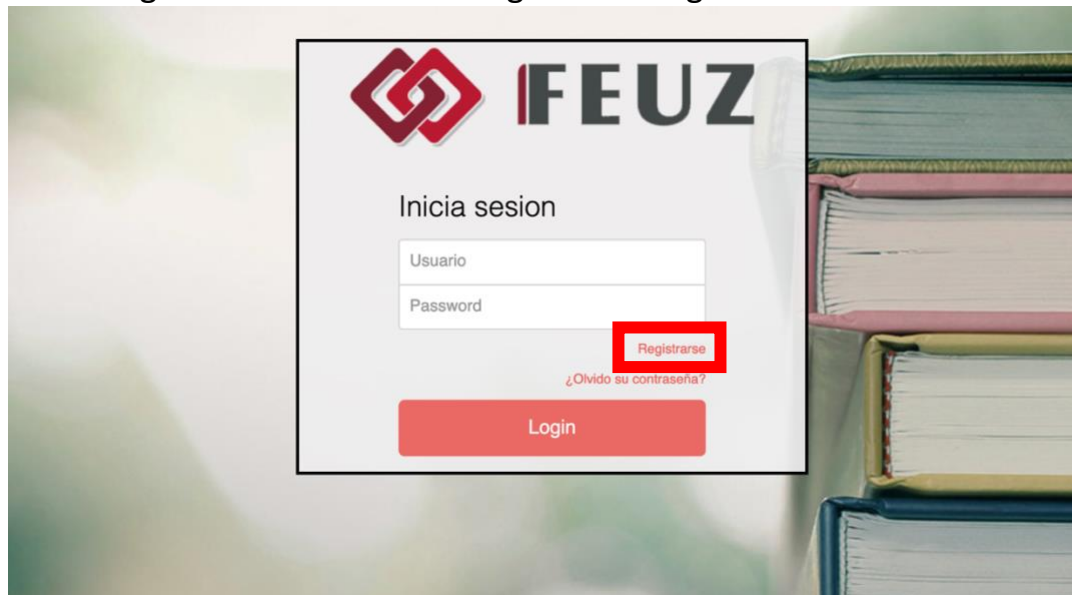 FEUZ
Inicia sesion
Usuario
Password
Registrarse
¿Olvido su contraseña?
Login